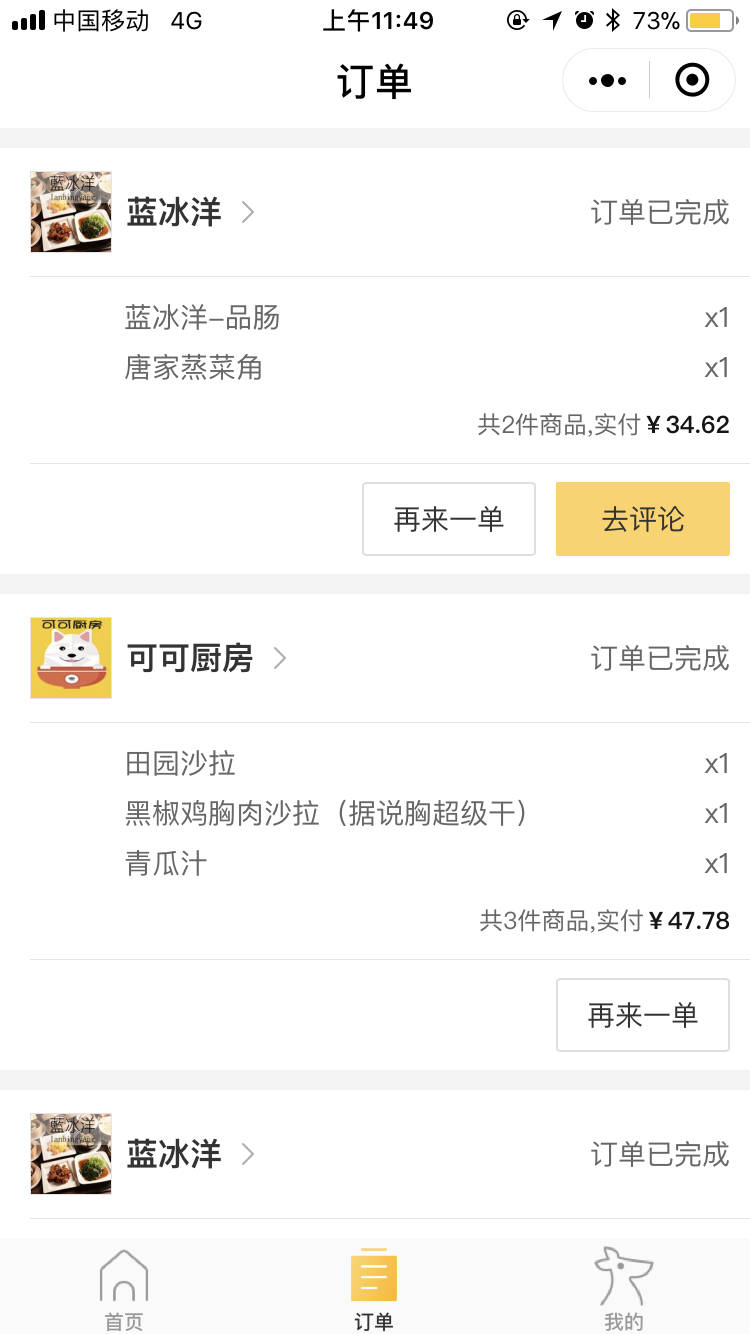 中国移动 4G 上午11:49 73%
订单
藍冰洋
lanbingyang
蓝冰洋 订单已完成
蓝冰洋–品肠 x1
唐家蒸菜角 x1
共2件商品,实付 ¥ 34.62
再来一单 去评论
可可厨房
可可厨房 订单已完成
田园沙拉 x1
黑椒鸡胸肉沙拉（据说胸超级干） x1
青瓜汁 x1
共3件商品,实付 ¥ 47.78
再来一单
藍冰洋
lanbingyang
蓝冰洋 订单已完成
首页 订单 我的